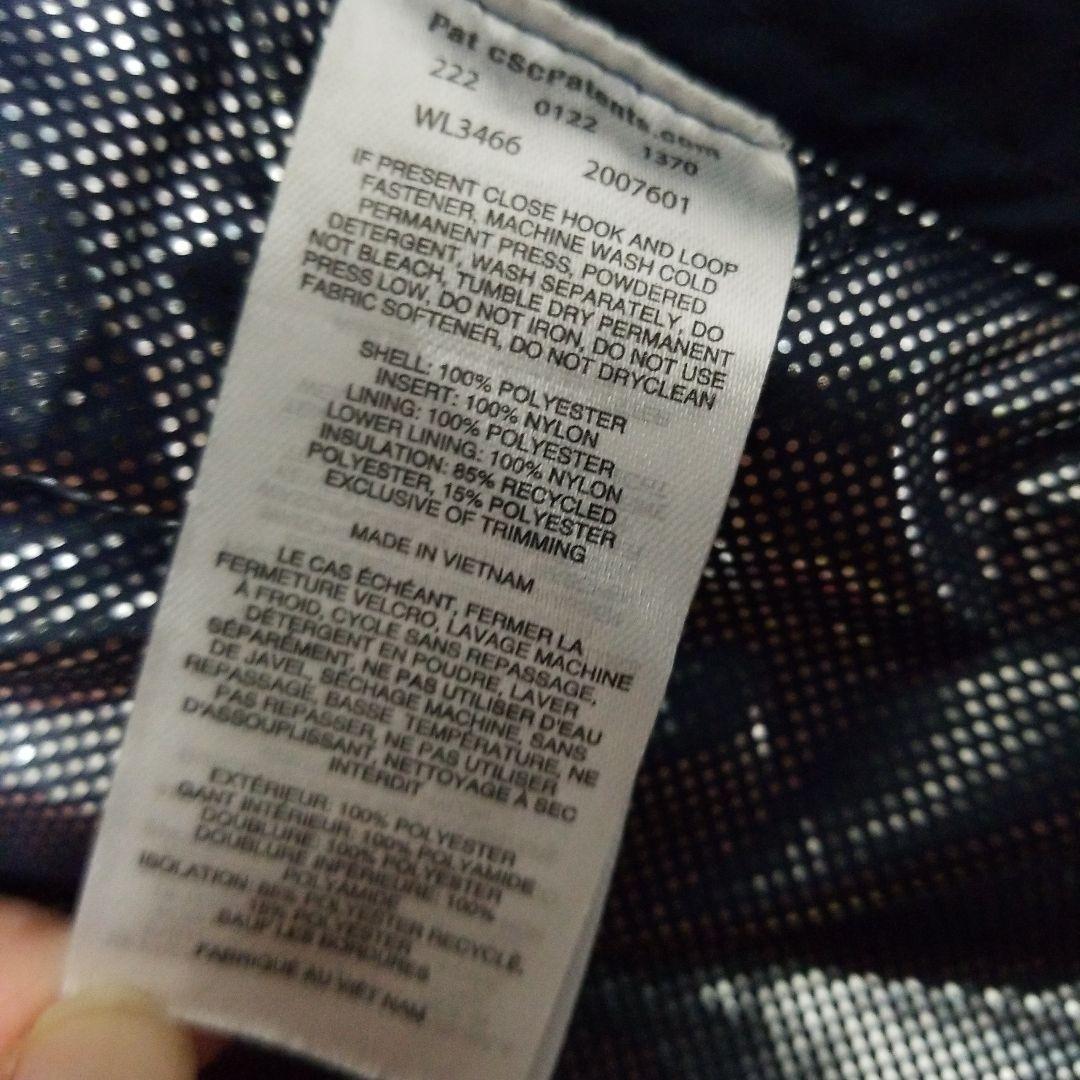 Pat cscPatents.com
222 0122 1370
WL3466 2007601
IF PRESENT CLOSE HOOK AND LOOP
FASTENER, MACHINE WASH COLD
PERMANENT PRESS, POWDERED
DETERGENT, WASH SEPARATELY, DO
NOT BLEACH, TUMBLE DRY PERMANENT
PRESS LOW, DO NOT IRON, DO NOT USE
FABRIC SOFTENER, DO NOT DRYCLEAN
SHELL: 100% POLYESTER
INSERT: 100% NYLON
LINING: 100% POLYESTER
LOWER LINING: 100% NYLON
INSULATION: 85% RECYCLED
POLYESTER, 15% POLYESTER
EXCLUSIVE OF TRIMMING
MADE IN VIETNAM
LE CAS ÉCHÉANT, FERMER LA
FERMETURE VELCRO, LAVAGE MACHINE
À FROID, CYCLE SANS REPASSAGE,
DÉTERGENT EN POUDRE, LAVER
SÉPARÉMENT, NE PAS UTILISER D'EAU
DE JAVEL, SÉCHAGE MACHINE, SANS
REPASSAGE, BASSE TEMPÉRATURE, NE
PAS REPASSER, NE PAS UTILISER
D'ASSOUPLISSANT, NETTOYAGE À SEC
INTERDIT
EXTÉRIEUR: 100% POLYESTER
GANT INTÉRIEUR: 100% POLYAMIDE
DOUBLURE: 100% POLYESTER
DOUBLURE INFÉRIEURE: 100%
POLYAMIDE
ISOLATION: 85% POLYESTER RECYCLÉ,
15% POLYESTER
SAUF LES BORDURES
FABRIQUÉ AU VIÊT NAM